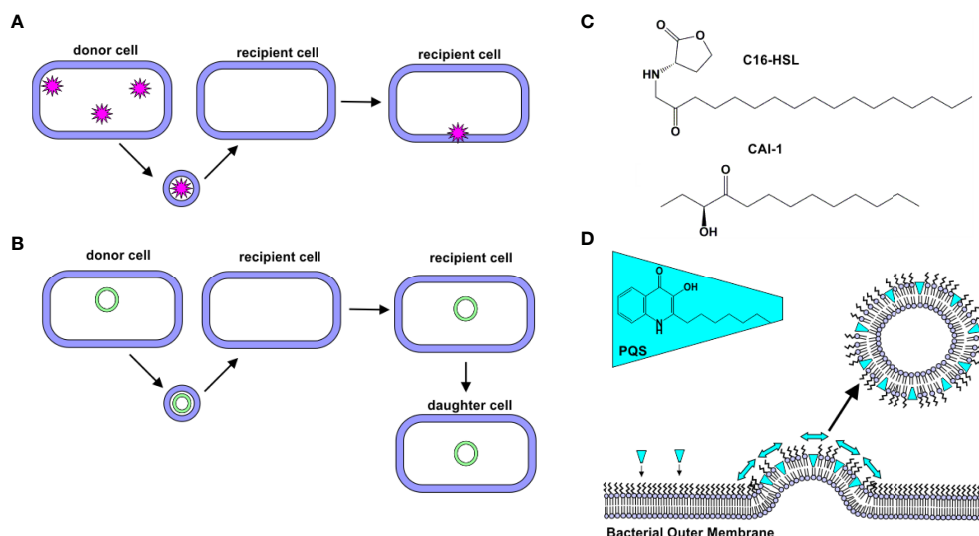 A
donor cell
recipient cell
recipient cell
B
donor cell
recipient cell
recipient cell
daughter cell
C
O
O
HN
O
C16-HSL
CAI-1
O
OH
D
O
OH
N
H
PQS
Bacterial Outer Membrane